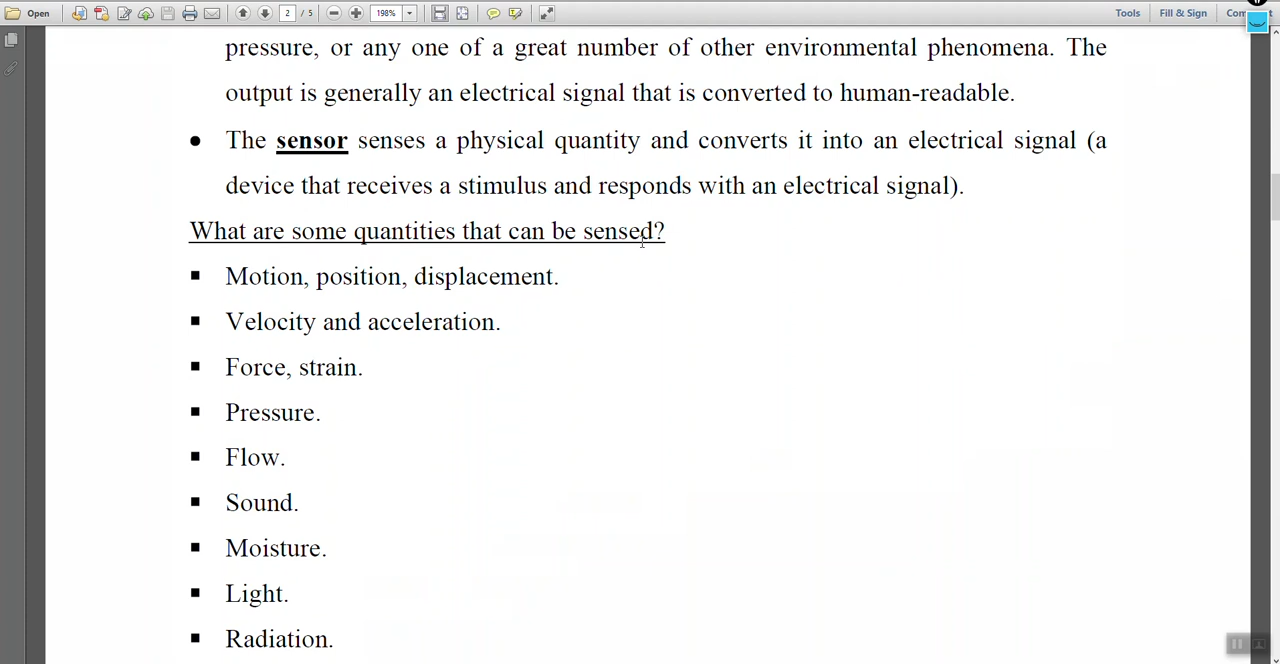 Open
2 / 5
198%
Tools
Fill & Sign
pressure, or any one of a great number of other environmental phenomena. The
output is generally an electrical signal that is converted to human-readable.
● The sensor senses a physical quantity and converts it into an electrical signal (a
device that receives a stimulus and responds with an electrical signal).
What are some quantities that can be sensed?
▪ Motion, position, displacement.
▪ Velocity and acceleration.
▪ Force, strain.
▪ Pressure.
▪ Flow.
▪ Sound.
▪ Moisture.
▪ Light.
▪ Radiation.